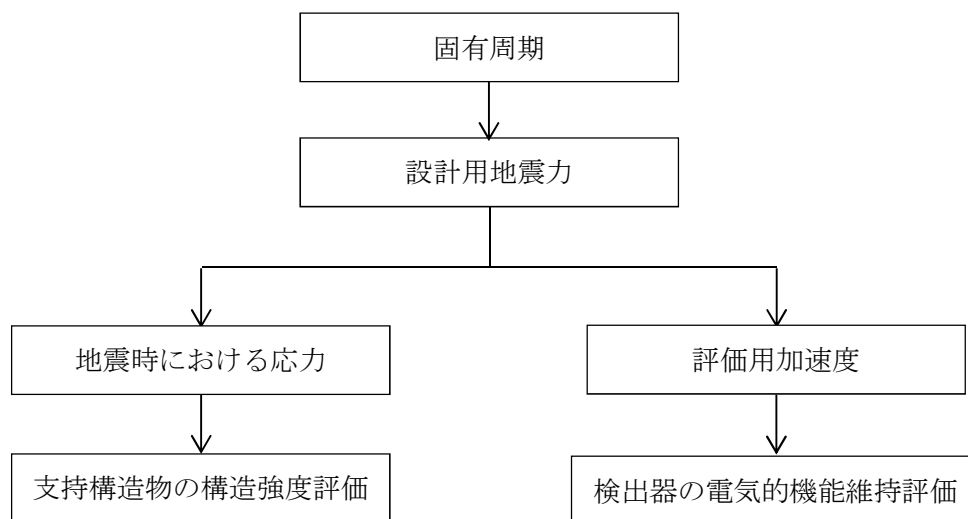 固有周期
設計用地震力
地震時における応力
評価用加速度
支持構造物の構造強度評価
検出器の電気的機能維持評価